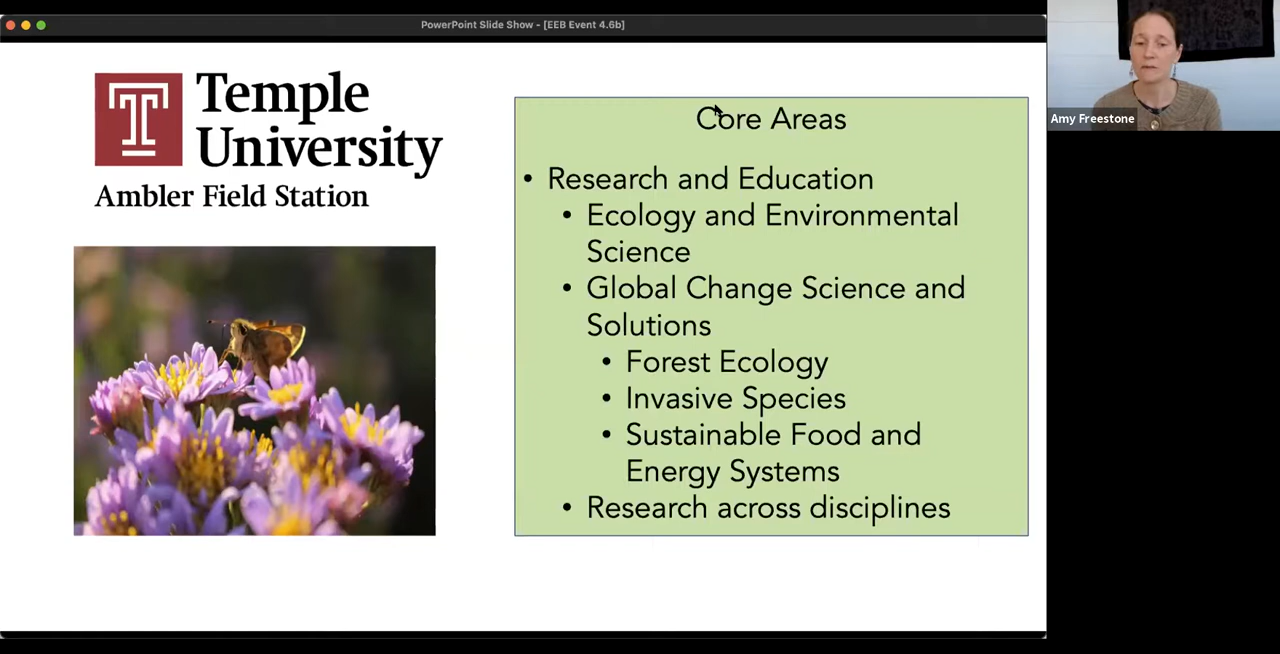 PowerPoint Slide Show - [EEB Event 4.6b]
T
Temple
University
Ambler Field Station
Core Areas
• Research and Education
• Ecology and Environmental
Science
• Global Change Science and
Solutions
• Forest Ecology
• Invasive Species
• Sustainable Food and
Energy Systems
• Research across disciplines
Amy Freestone